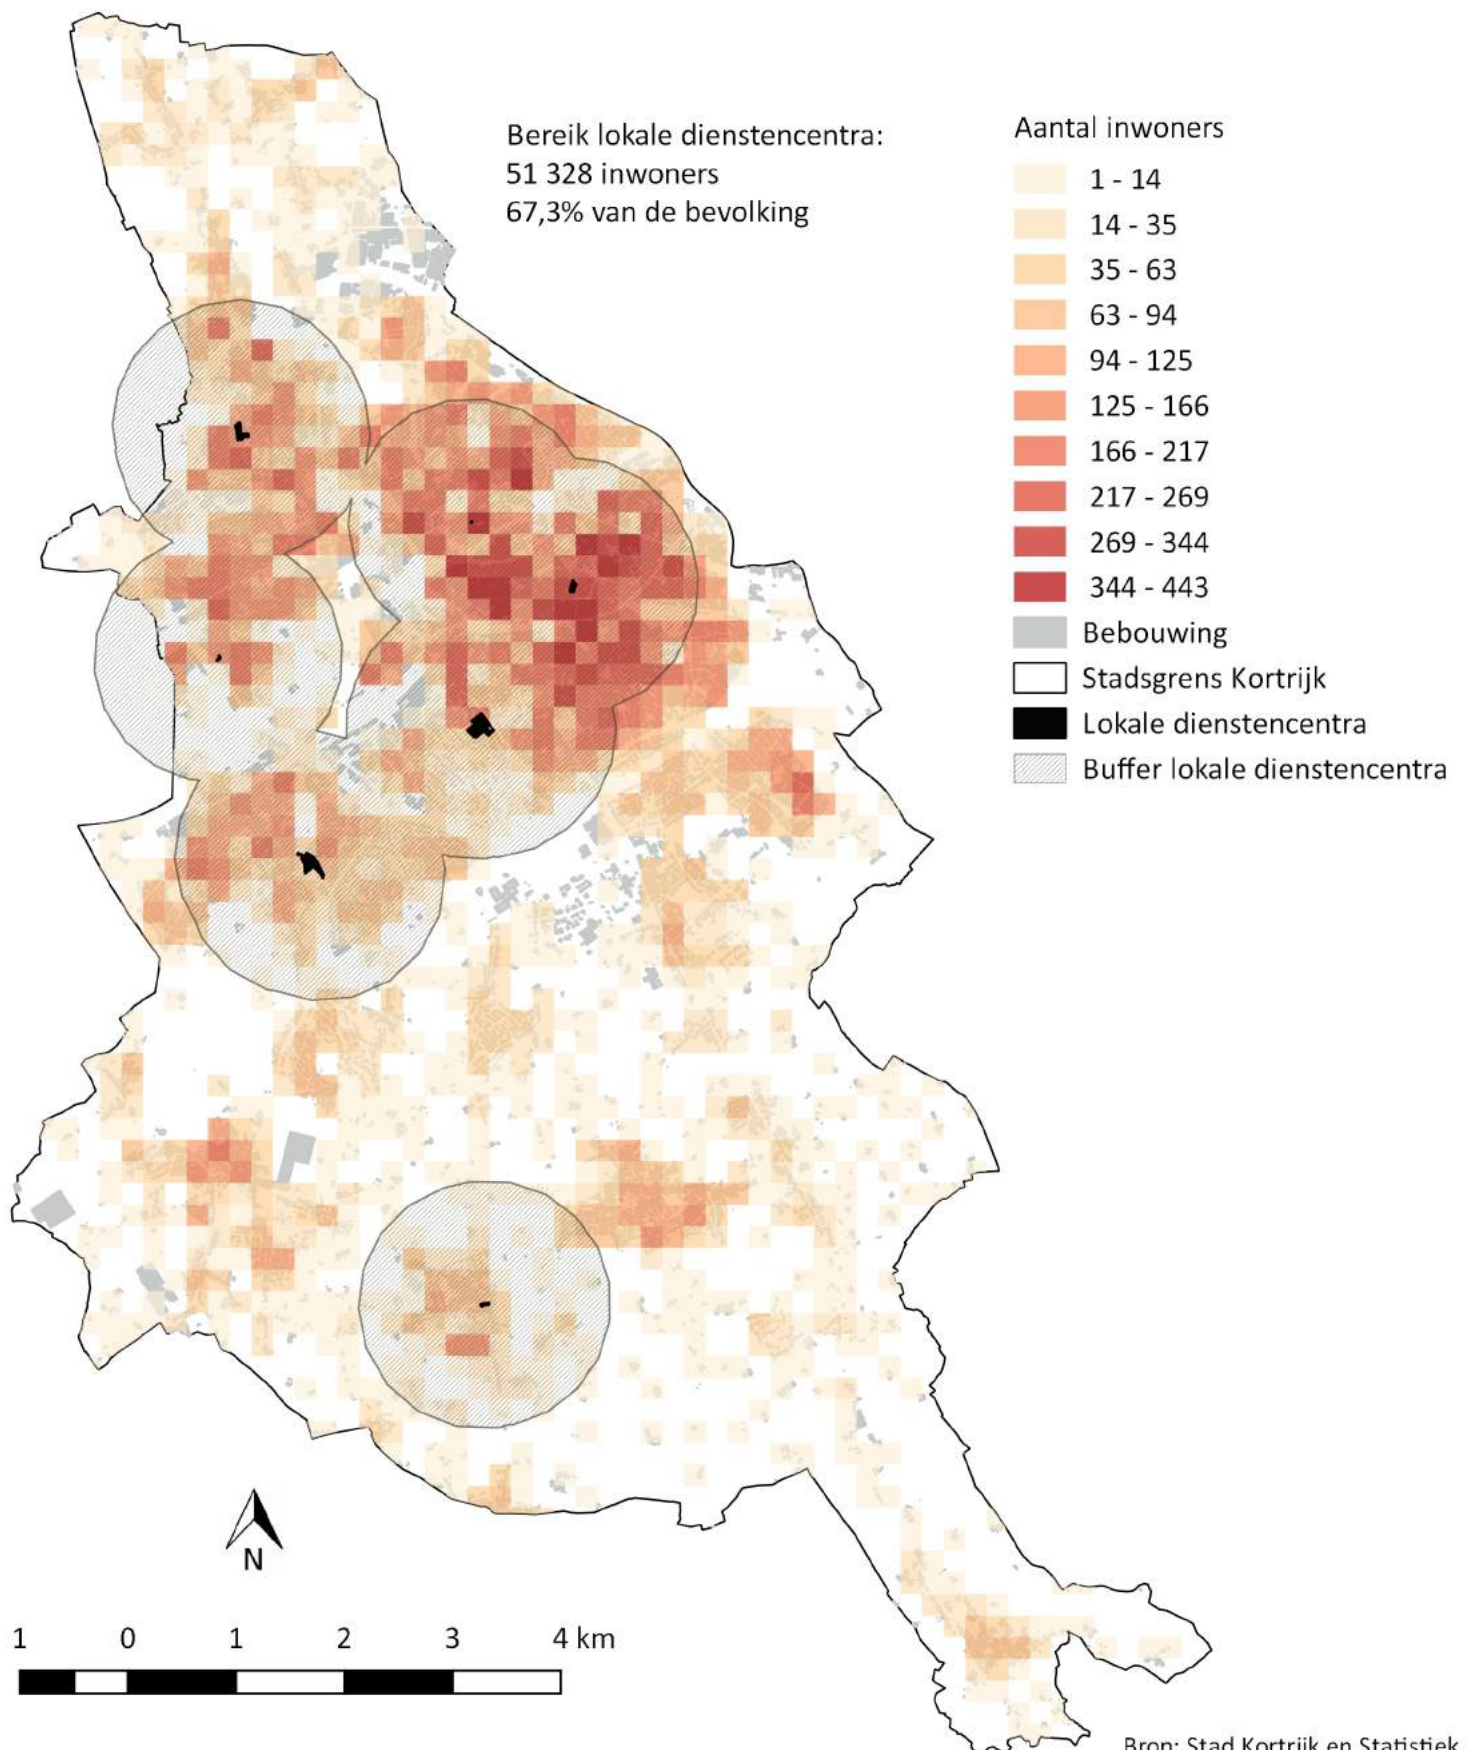 Bereik lokale dienstencentra:
51 328 inwoners
67,3% van de bevolking
Aantal inwoners
1 - 14
14 - 35
35 - 63
63 - 94
94 - 125
125 - 166
166 - 217
217 - 269
269 - 344
344 - 443
Bebouwing
Stadsgrens Kortrijk
Lokale dienstencentra
Buffer lokale dienstencentra
N
1 0 1 2 3 4 km
Bron: Stad Kortrijk en Statistiek